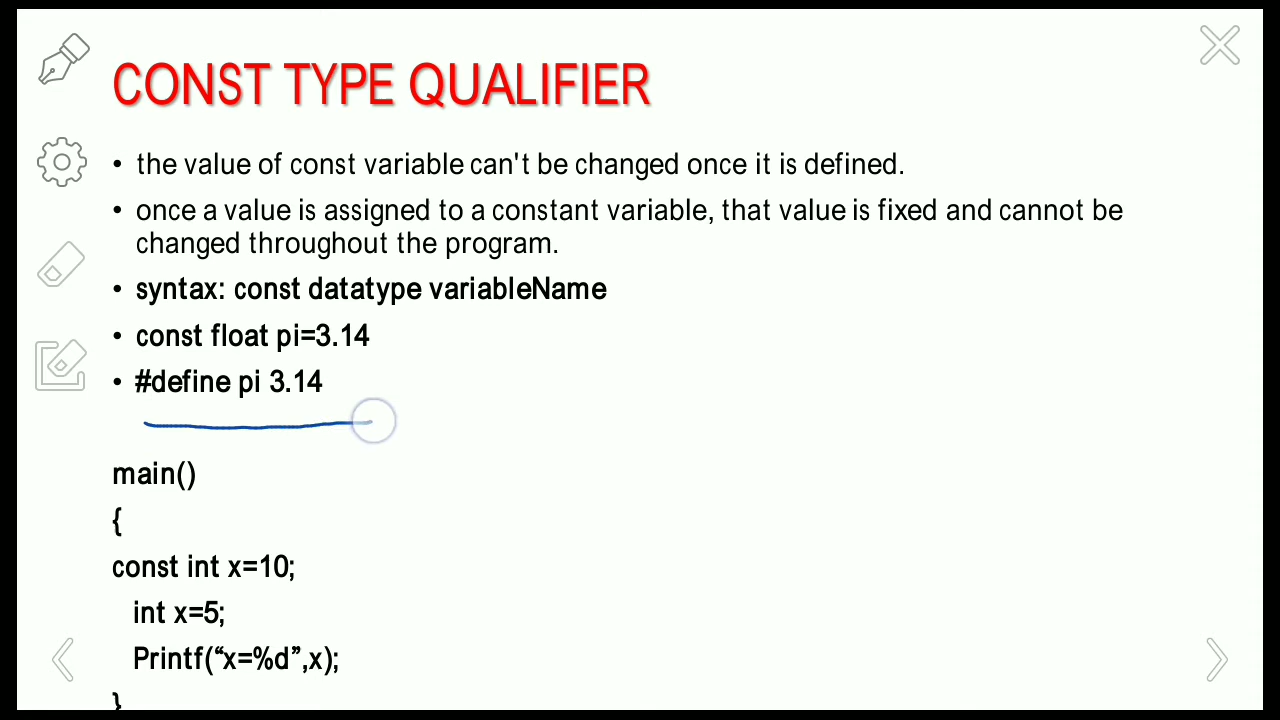 CONST TYPE QUALIFIER
• the value of const variable can't be changed once it is defined.
• once a value is assigned to a constant variable, that value is fixed and cannot be
changed throughout the program.
• syntax: const datatype variableName
• const float pi=3.14
• #define pi 3.14
main()
{
const int x=10;
int x=5;
Printf(“x=%d”,x);
}